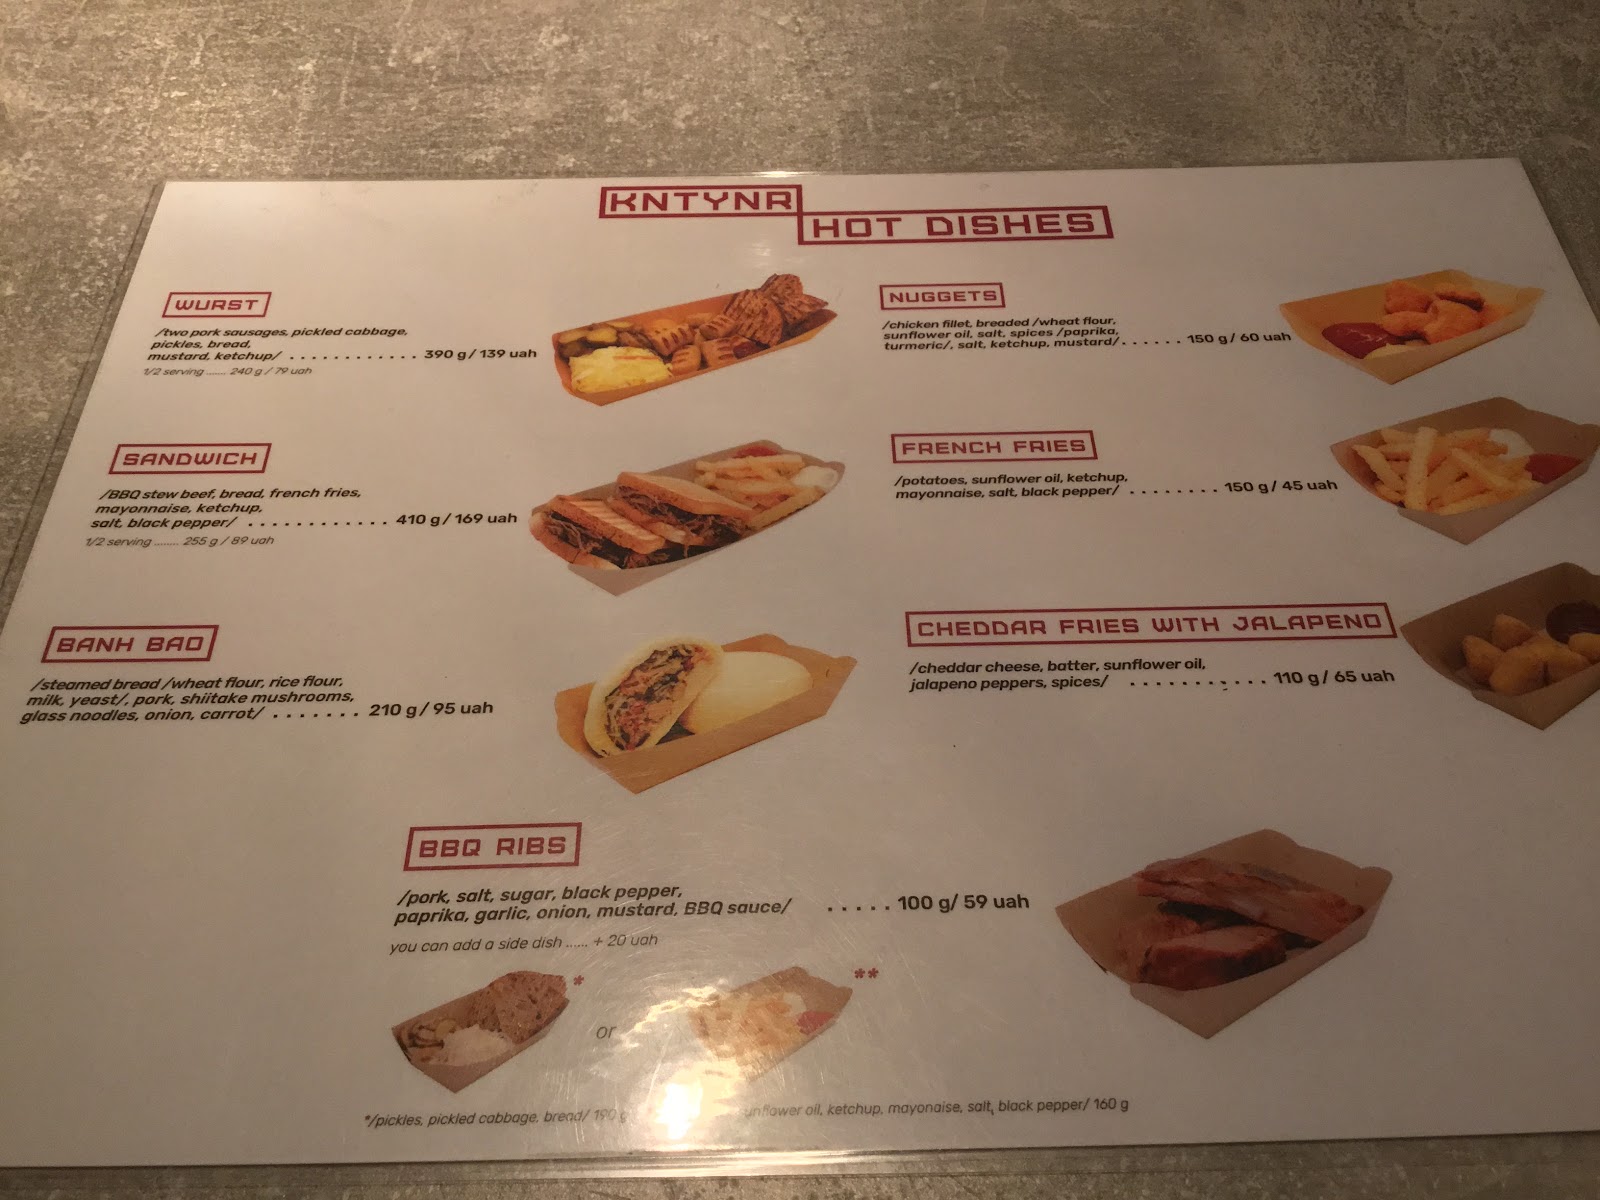 KNTYNR
HOT DISHES
WURST
/two pork sausages, pickled cabbage,
pickles, bread,
mustard, ketchup/ . . . . . . . . . . . . 390 g / 139 uah
1/2 serving ...... 240 g / 79 uah
SANDWICH
/BBQ stew beef, bread, french fries,
mayonnaise, ketchup,
salt, black pepper/ . . . . . . . . . . . . 410 g / 169 uah
1/2 serving ........ 255 g / 89 uah
BANH BAO
/steamed bread /wheat flour, rice flour,
milk, yeast/, pork, shiitake mushrooms,
glass noodles, onion, carrot/ . . . . . . . 210 g / 95 uah
NUGGETS
/chicken fillet, breaded /wheat flour,
sunflower oil, salt, spices /paprika,
turmeric/, salt, ketchup, mustard/ . . . . . . 150 g / 60 uah
FRENCH FRIES
/potatoes, sunflower oil, ketchup,
mayonnaise, salt, black pepper/ . . . . . . . . 150 g / 45 uah
CHEDDAR FRIES WITH JALAPENO
/cheddar cheese, batter, sunflower oil,
jalapeno peppers, spices/ . . . . . . . . . . . . 110 g / 65 uah
BBQ RIBS
/pork, salt, sugar, black pepper,
paprika, garlic, onion, mustard, BBQ sauce/ . . . . . 100 g/ 59 uah
you can add a side dish ...... + 20 uah
*
or
**
*/pickles, pickled cabbage, bread/ 190 g
oil, ketchup, mayonaise, salt, black pepper/ 160 g